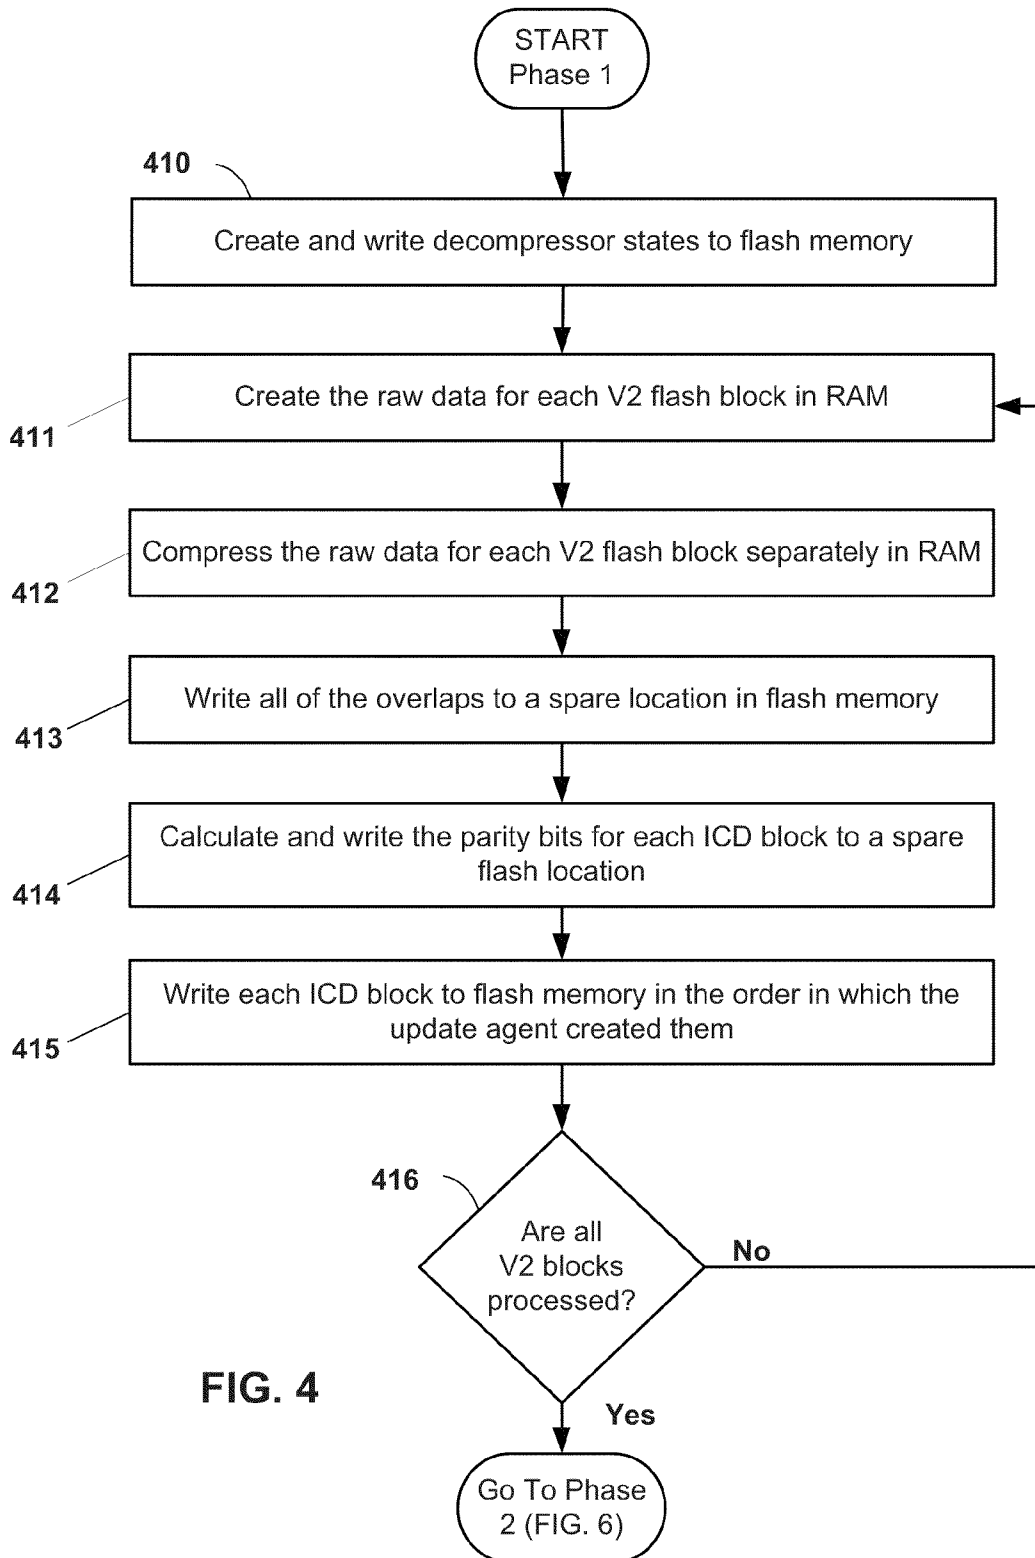 START
Phase 1
410
Create and write decompressor states to flash memory
Create the raw data for each V2 flash block in RAM
411
Compress the raw data for each V2 flash block separately in RAM
412
Write all of the overlaps to a spare location in flash memory
413
Calculate and write the parity bits for each ICD block to a spare
flash location
414
Write each ICD block to flash memory in the order in which the
update agent created them
415
416
Are all
V2 blocks
processed?
No
FIG. 4
Yes
Go To Phase
2 (FIG. 6)